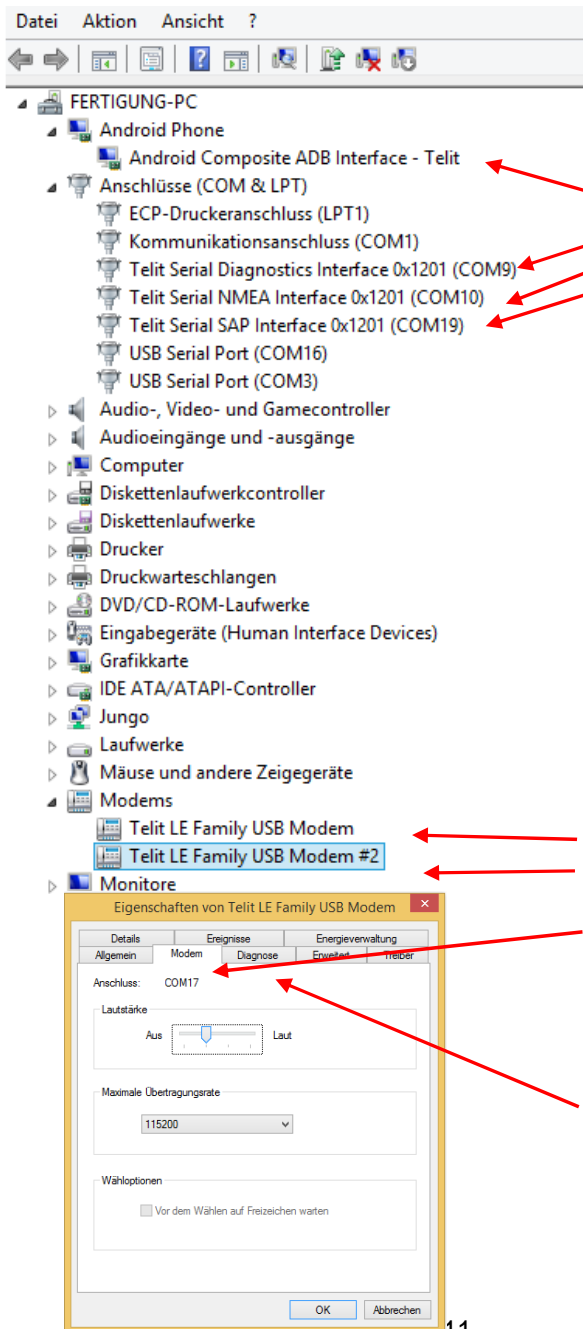 Datei Aktion Ansicht ?
FERTIGUNG-PC
Android Phone
Android Composite ADB Interface - Telit
Anschlüsse (COM & LPT)
ECP-Druckeranschluss (LPT1)
Kommunikationsanschluss (COM1)
Telit Serial Diagnostics Interface 0x1201 (COM9)
Telit Serial NMEA Interface 0x1201 (COM10)
Telit Serial SAP Interface 0x1201 (COM19)
USB Serial Port (COM16)
USB Serial Port (COM3)
Audio-, Video- und Gamecontroller
Audioeingänge und -ausgänge
Computer
Diskettenlaufwerkcontroller
Diskettenlaufwerke
Drucker
Druckwarteschlangen
DVD/CD-ROM-Laufwerke
Eingabegeräte (Human Interface Devices)
Grafikkarte
IDE ATA/ATAPI-Controller
Jungo
Laufwerke
Mäuse und andere Zeigegeräte
Modems
Telit LE Family USB Modem
Telit LE Family USB Modem #2
Monitore
Eigenschaften von Telit LE Family USB Modem
Details Ereignisse Energieverwaltung
Allgemein Modem Diagnose Erweitert Treiber
Anschluss: COM17
Lautstärke
Aus Laut
Maximale Übertragungsrate
115200
Wähloptionen
Vor dem Wählen auf Freizeichen warten
OK Abbrechen